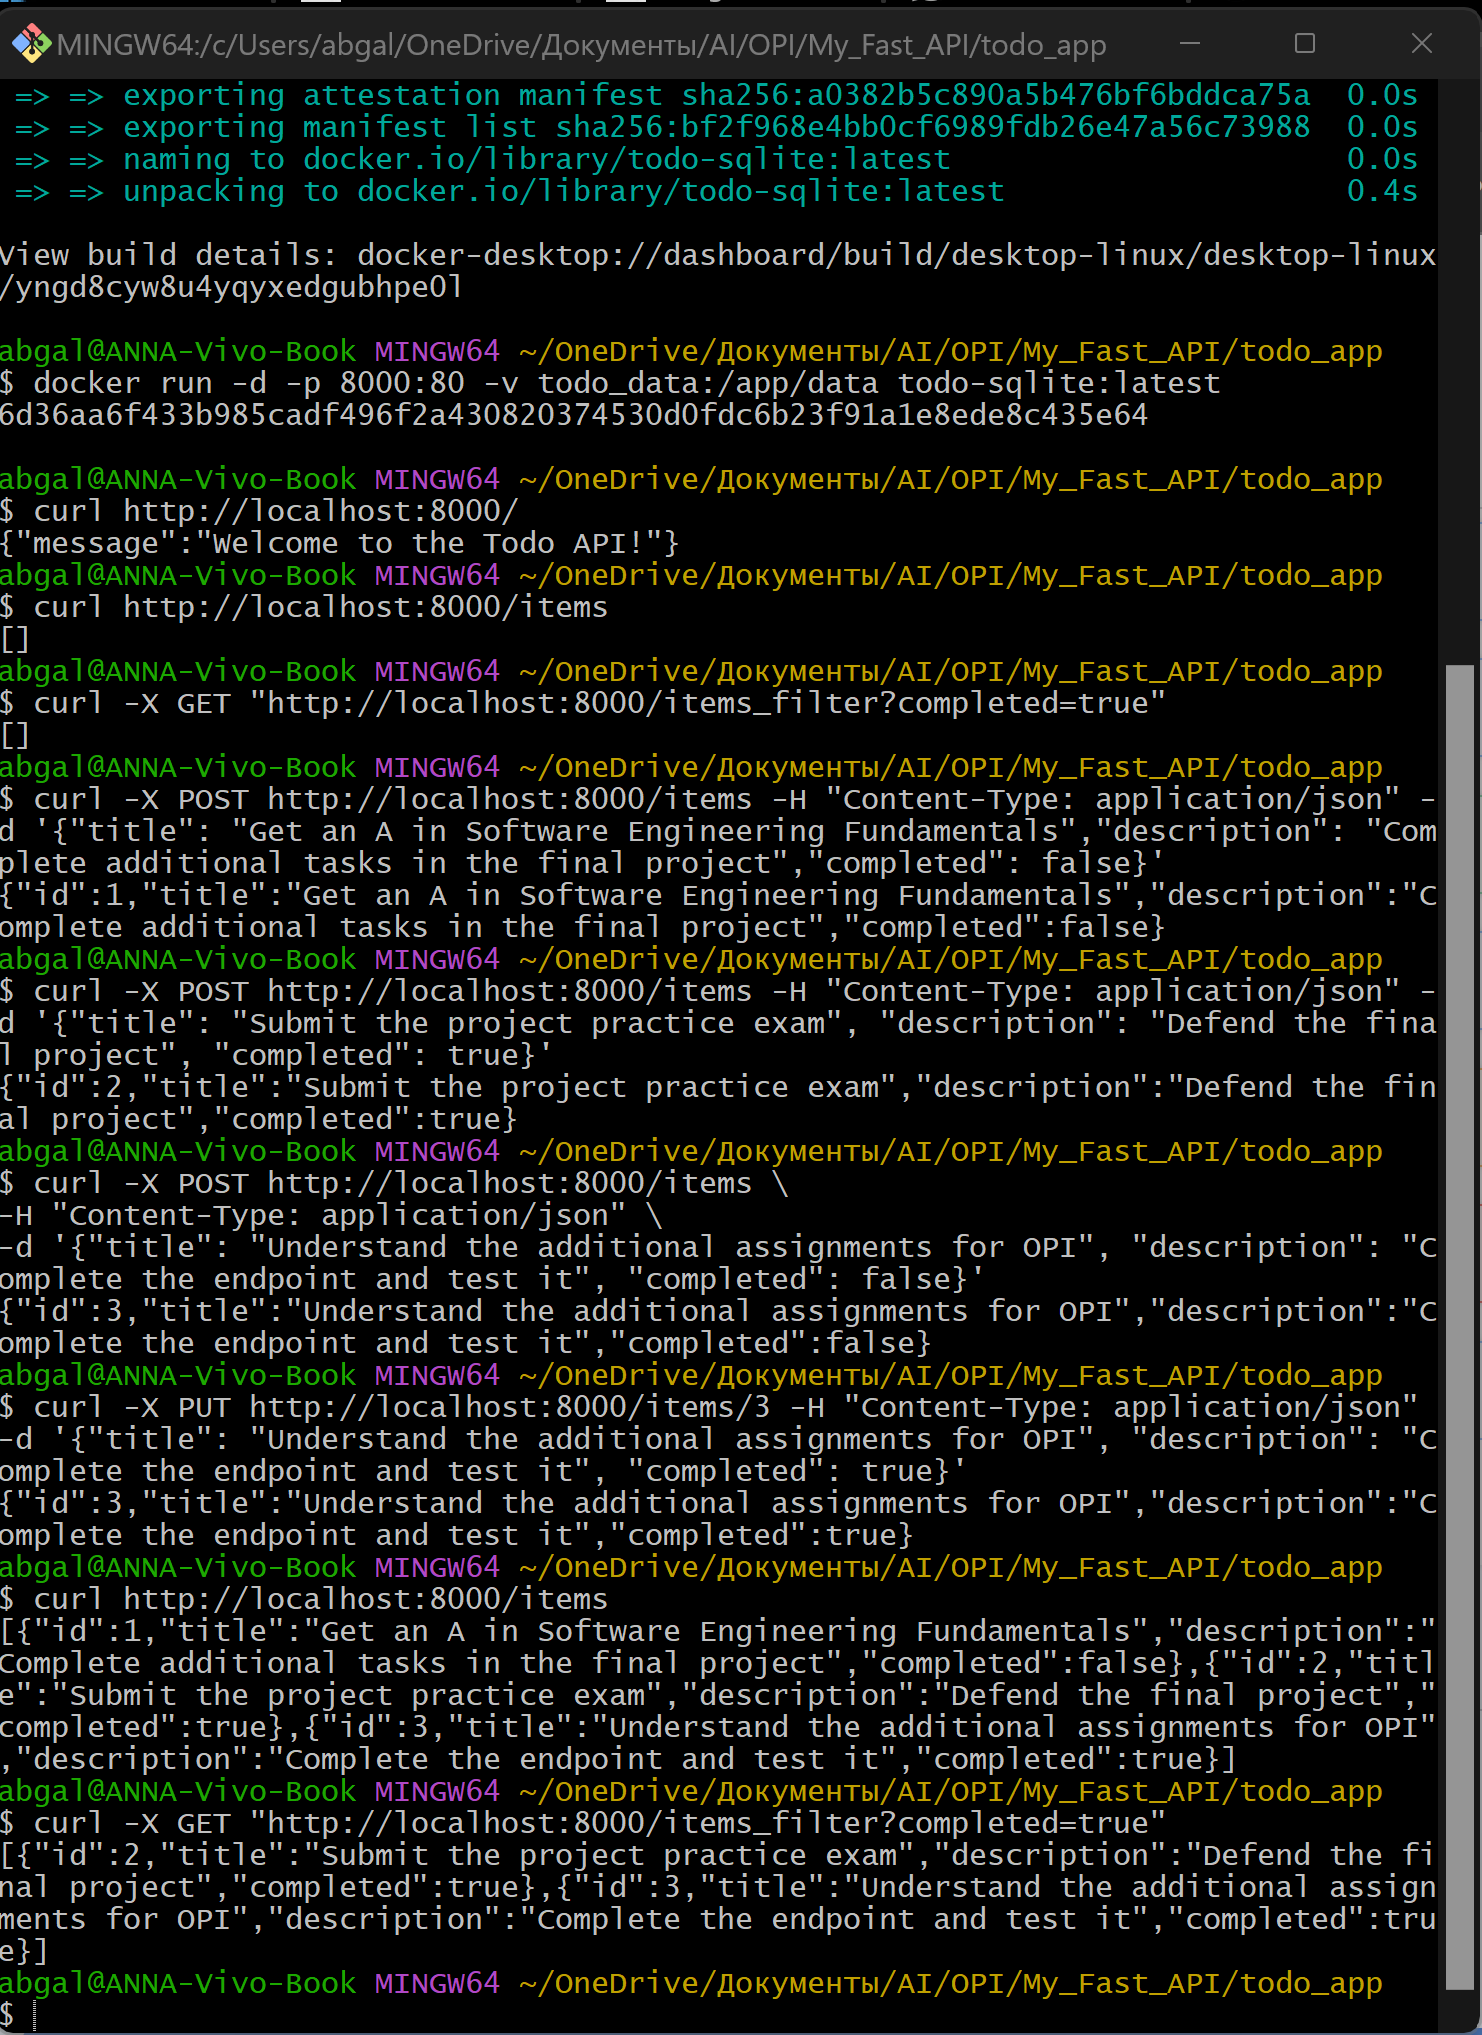 MINGW64:/c/Users/abgal/OneDrive/Документы/AI/OPI/My_Fast_API/todo_app
=> => exporting attestation manifest sha256:a0382b5c890a5b476bf6bddca75a 0.0s
=> => exporting manifest list sha256:bf2f968e4bb0cf6989fdb26e47a56c73988 0.0s
=> => naming to docker.io/library/todo-sqlite:latest 0.0s
=> => unpacking to docker.io/library/todo-sqlite:latest 0.4s
View build details: docker-desktop://dashboard/build/desktop-linux/desktop-linux
/yngd8cyw8u4yqyxedgubhpe0l
abgal@ANNA-Vivo-Book MINGW64 ~/OneDrive/Документы/AI/OPI/My_Fast_API/todo_app
$ docker run -d -p 8000:80 -v todo_data:/app/data todo-sqlite:latest
6d36aa6f433b985cadf496f2a430820374530d0fdc6b23f91a1e8ede8c435e64
abgal@ANNA-Vivo-Book MINGW64 ~/OneDrive/Документы/AI/OPI/My_Fast_API/todo_app
$ curl http://localhost:8000/
{"message":"Welcome to the Todo API!"}
abgal@ANNA-Vivo-Book MINGW64 ~/OneDrive/Документы/AI/OPI/My_Fast_API/todo_app
$ curl http://localhost:8000/items
[]
abgal@ANNA-Vivo-Book MINGW64 ~/OneDrive/Документы/AI/OPI/My_Fast_API/todo_app
$ curl -X GET "http://localhost:8000/items_filter?completed=true"
[]
abgal@ANNA-Vivo-Book MINGW64 ~/OneDrive/Документы/AI/OPI/My_Fast_API/todo_app
$ curl -X POST http://localhost:8000/items -H "Content-Type: application/json" -
d '{"title": "Get an A in Software Engineering Fundamentals","description": "Com
plete additional tasks in the final project","completed": false}'
{"id":1,"title":"Get an A in Software Engineering Fundamentals","description":"C
omplete additional tasks in the final project","completed":false}
abgal@ANNA-Vivo-Book MINGW64 ~/OneDrive/Документы/AI/OPI/My_Fast_API/todo_app
$ curl -X POST http://localhost:8000/items -H "Content-Type: application/json" -
d '{"title": "Submit the project practice exam", "description": "Defend the fina
l project", "completed": true}'
{"id":2,"title":"Submit the project practice exam","description":"Defend the fin
al project","completed":true}
abgal@ANNA-Vivo-Book MINGW64 ~/OneDrive/Документы/AI/OPI/My_Fast_API/todo_app
$ curl -X POST http://localhost:8000/items \
-H "Content-Type: application/json" \
-d '{"title": "Understand the additional assignments for OPI", "description": "C
omplete the endpoint and test it", "completed": false}'
{"id":3,"title":"Understand the additional assignments for OPI","description":"C
omplete the endpoint and test it","completed":false}
abgal@ANNA-Vivo-Book MINGW64 ~/OneDrive/Документы/AI/OPI/My_Fast_API/todo_app
$ curl -X PUT http://localhost:8000/items/3 -H "Content-Type: application/json"
-d '{"title": "Understand the additional assignments for OPI", "description": "C
omplete the endpoint and test it", "completed": true}'
{"id":3,"title":"Understand the additional assignments for OPI","description":"C
omplete the endpoint and test it","completed":true}
abgal@ANNA-Vivo-Book MINGW64 ~/OneDrive/Документы/AI/OPI/My_Fast_API/todo_app
$ curl http://localhost:8000/items
[{"id":1,"title":"Get an A in Software Engineering Fundamentals","description":"
Complete additional tasks in the final project","completed":false},{"id":2,"titl
e":"Submit the project practice exam","description":"Defend the final project","
completed":true},{"id":3,"title":"Understand the additional assignments for OPI"
,"description":"Complete the endpoint and test it","completed":true}]
abgal@ANNA-Vivo-Book MINGW64 ~/OneDrive/Документы/AI/OPI/My_Fast_API/todo_app
$ curl -X GET "http://localhost:8000/items_filter?completed=true"
[{"id":2,"title":"Submit the project practice exam","description":"Defend the fi
nal project","completed":true},{"id":3,"title":"Understand the additional assign
ments for OPI","description":"Complete the endpoint and test it","completed":tru
e}]
abgal@ANNA-Vivo-Book MINGW64 ~/OneDrive/Документы/AI/OPI/My_Fast_API/todo_app
$